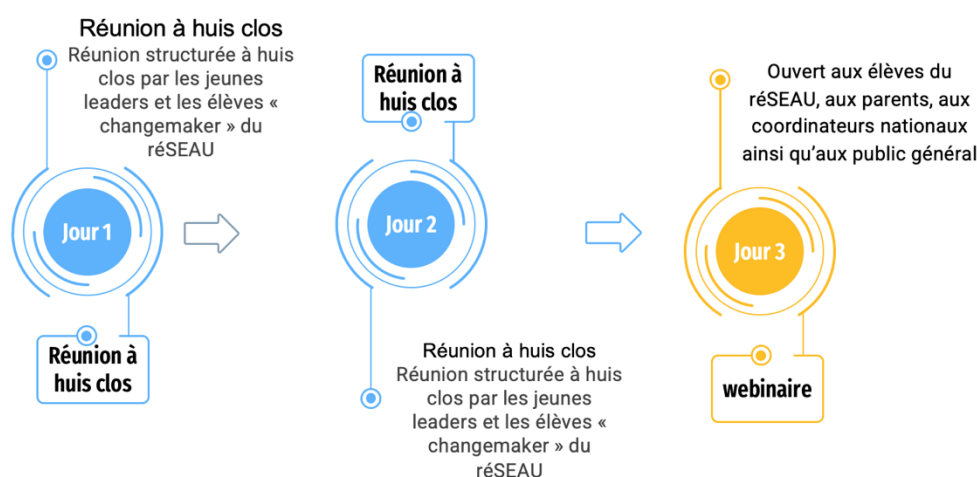 Réunion à huis clos
Réunion structurée à huis
clos par les jeunes
leaders et les élèves «
changemaker » du
réSEAU
Jour 1
Réunion à
huis clos
Réunion à
huis clos
Jour 2
Réunion à huis clos
Réunion structurée à huis
clos par les jeunes
leaders et les élèves «
changemaker » du
réSEAU
Ouvert aux élèves du
réSEAU, aux parents, aux
coordinateurs nationaux
ainsi qu'aux public général
Jour 3
webinaire